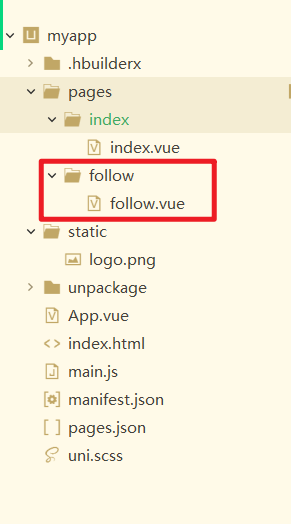 myapp
.hbuilderx
pages
index
index.vue
follow
follow.vue
static
logo.png
unpackage
App.vue
index.html
main.js
manifest.json
pages.json
uni.scss